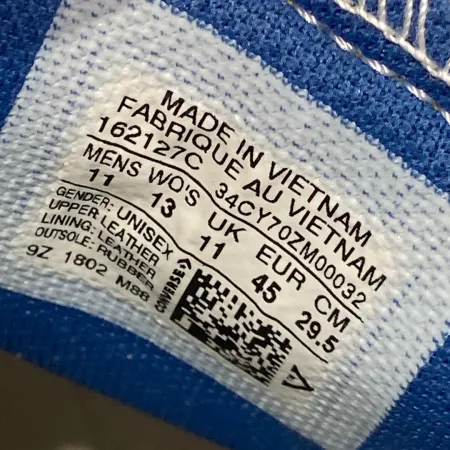 MADE IN VIETNAM
FABRIQUE AU VIETNAM
162127C 34CY70ZM00032
MENS WO'S UK EUR CM
11 13 11 45 29.5
GENDER: UNISEX
UPPER: LEATHER
LINING: LEATHER
OUTSOLE: RUBBER
9Z 1802 M8B
CONVERSE